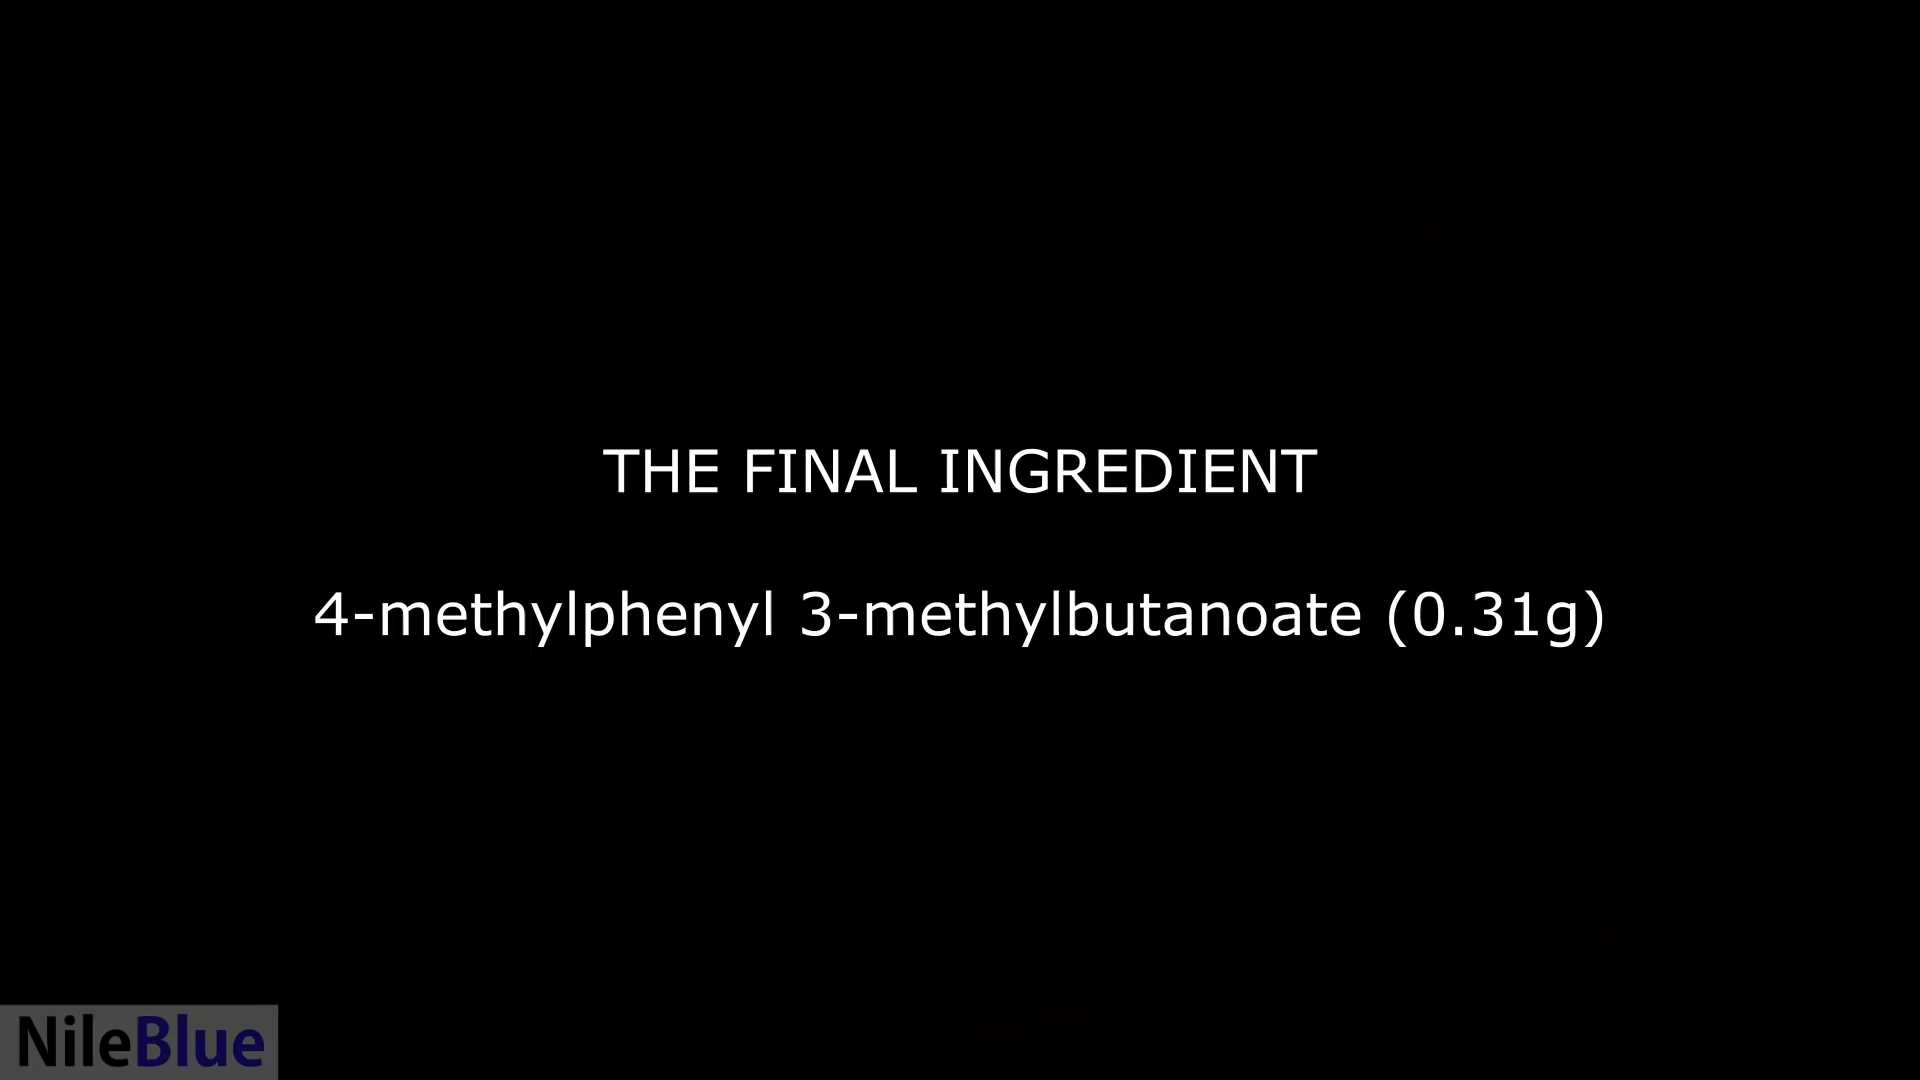 THE FINAL INGREDIENT
4-methylphenyl 3-methylbutanoate (0.31g)
NileBlue